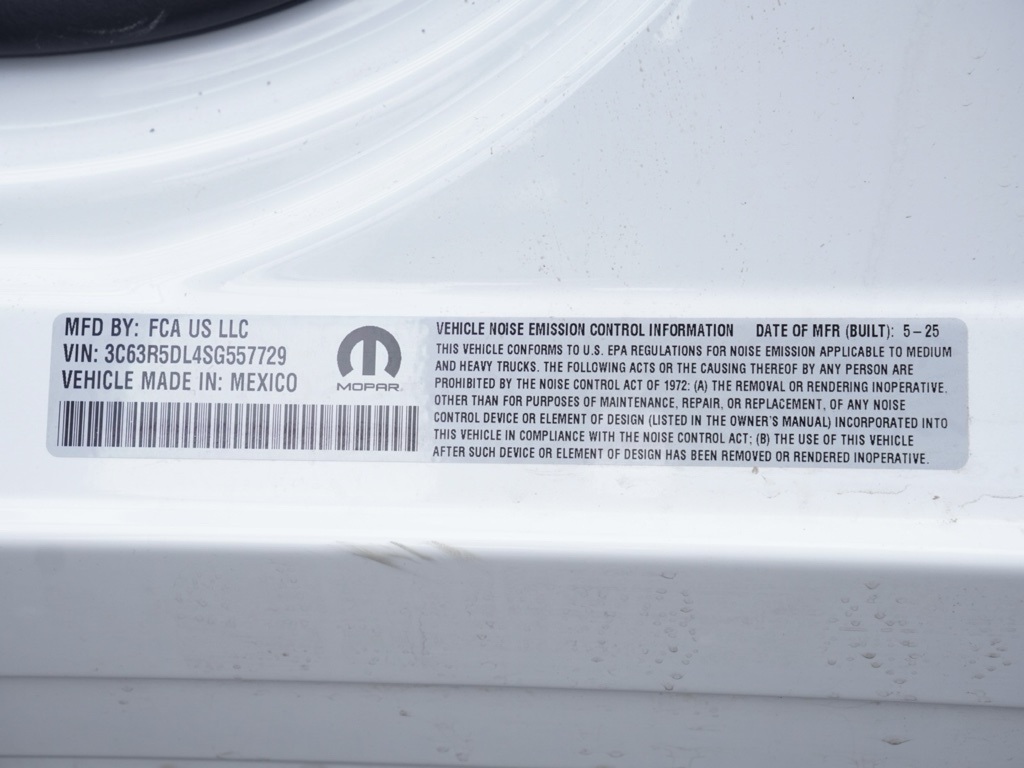 MFD BY: FCA US LLC
VIN: 3C63R5DL4SG557729
VEHICLE MADE IN: MEXICO
MOPAR
VEHICLE NOISE EMISSION CONTROL INFORMATION DATE OF MFR (BUILT): 5-25
THIS VEHICLE CONFORMS TO U.S. EPA REGULATIONS FOR NOISE EMISSION APPLICABLE TO MEDIUM
AND HEAVY TRUCKS. THE FOLLOWING ACTS OR THE CAUSING THEREOF BY ANY PERSON ARE
PROHIBITED BY THE NOISE CONTROL ACT OF 1972: (A) THE REMOVAL OR RENDERING INOPERATIVE,
OTHER THAN FOR PURPOSES OF MAINTENANCE, REPAIR, OR REPLACEMENT, OF ANY NOISE
CONTROL DEVICE OR ELEMENT OF DESIGN (LISTED IN THE OWNER'S MANUAL) INCORPORATED INTO
THIS VEHICLE IN COMPLIANCE WITH THE NOISE CONTROL ACT; (B) THE USE OF THIS VEHICLE
AFTER SUCH DEVICE OR ELEMENT OF DESIGN HAS BEEN REMOVED OR RENDERED INOPERATIVE.